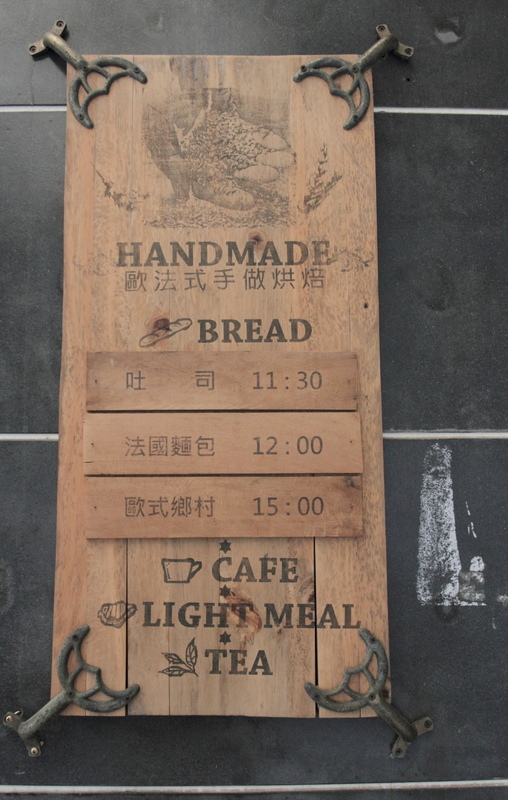 HANDMADE
歐法式手做烘焙
BREAD
吐 司 11:30
法國麵包 12:00
歐式鄉村 15:00
CAFE
LIGHT MEAL
TEA